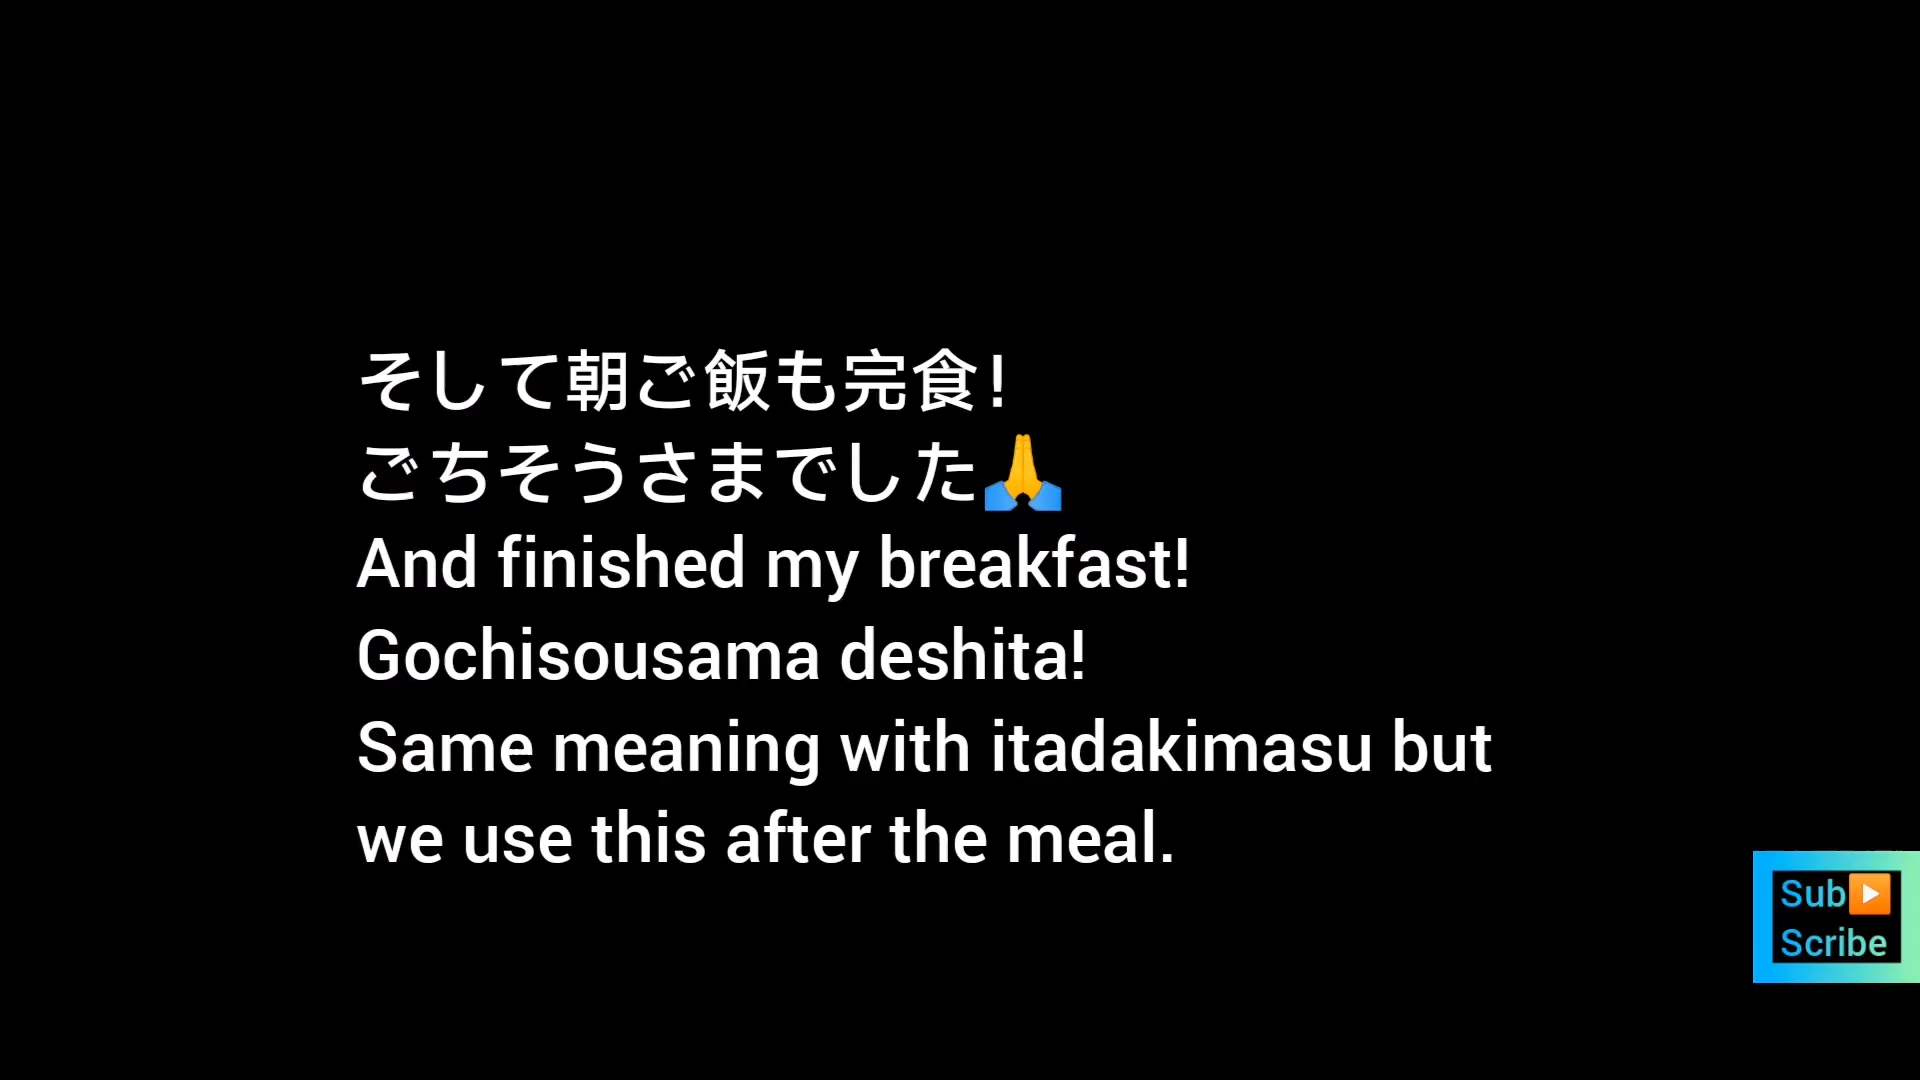 そして朝ご飯も完食!
ごちそうさまでした🙏
And finished my breakfast!
Gochisousama deshita!
Same meaning with itadakimasu but
we use this after the meal.
Sub▶️
Scribe